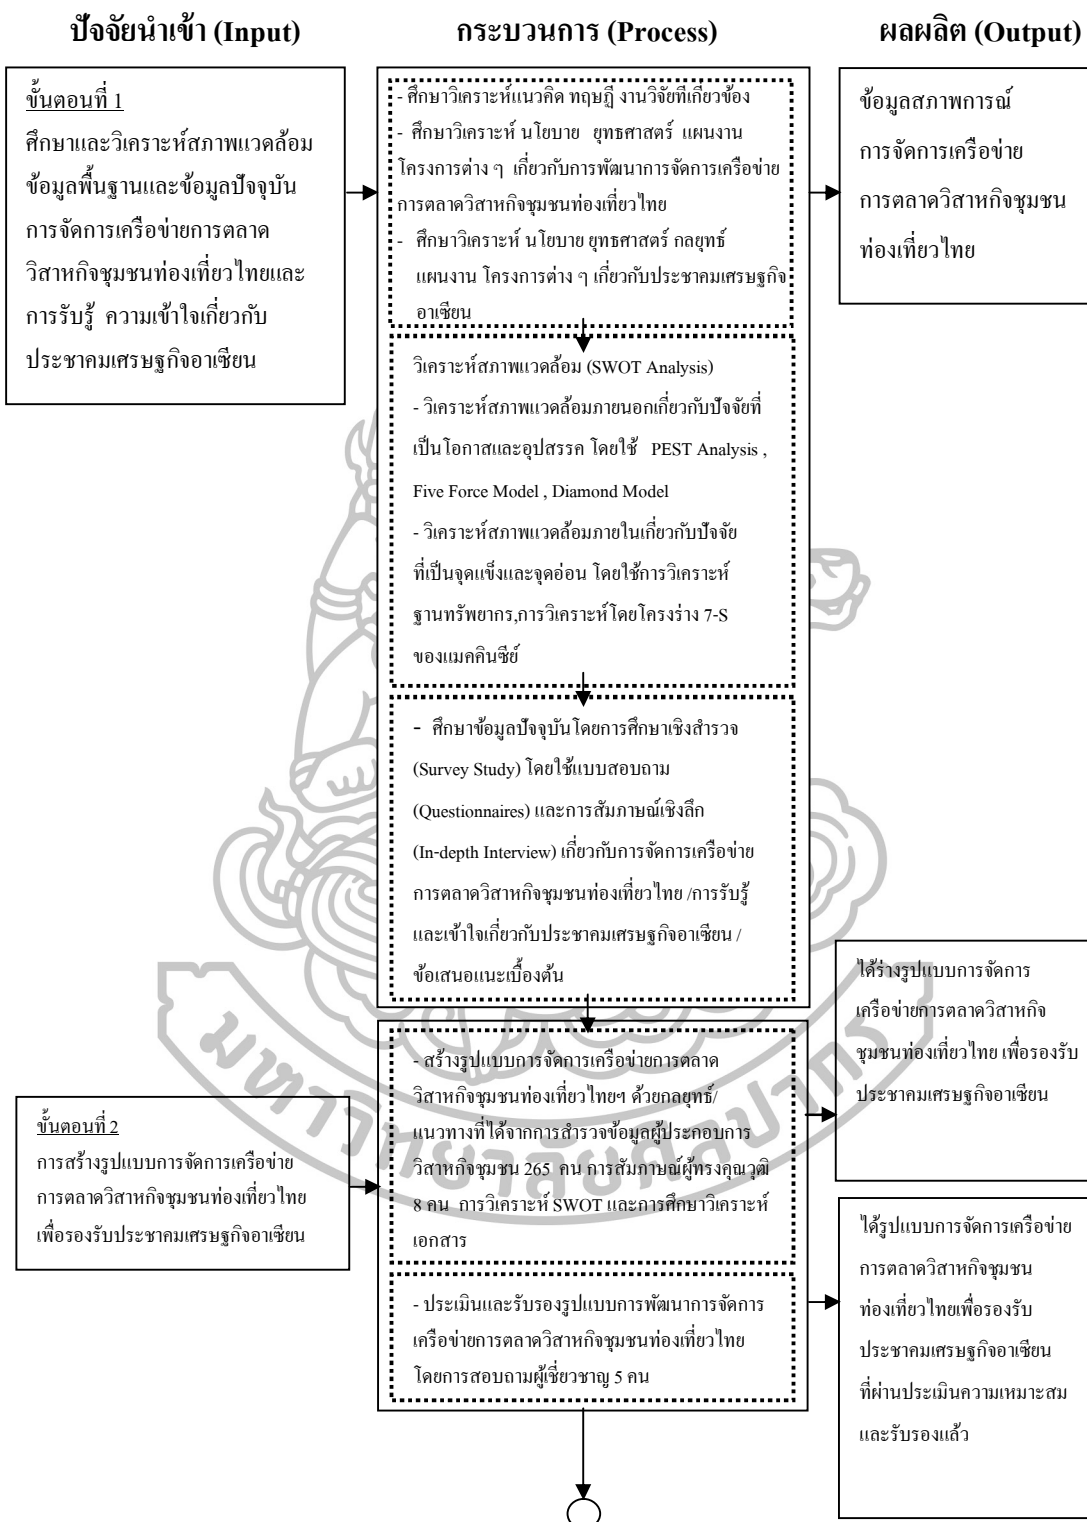 ปัจจัยนำเข้า (Input)
กระบวนการ (Process)
ผลผลิต (Output)
ขั้นตอนที่ 1
ศึกษาและวิเคราะห์สภาพแวดล้อม
ข้อมูลพื้นฐานและข้อมูลปัจจุบัน
การจัดการเครือข่ายการตลาด
วิสาหกิจชุมชนท่องเที่ยวไทยและ
การรับรู้ ความเข้าใจเกี่ยวกับ
ประชาคมเศรษฐกิจอาเซียน
- ศึกษาวิเคราะห์แนวคิด ทฤษฎี งานวิจัยที่เกี่ยวข้อง
- ศึกษาวิเคราะห์ นโยบาย ยุทธศาสตร์ แผนงาน
โครงการต่าง ๆ เกี่ยวกับการพัฒนาการจัดการเครือข่าย
การตลาดวิสาหกิจชุมชนท่องเที่ยวไทย
- ศึกษาวิเคราะห์ นโยบาย ยุทธศาสตร์ กลยุทธ์
แผนงาน โครงการต่าง ๆ เกี่ยวกับประชาคมเศรษฐกิจ
อาเซียน
วิเคราะห์สภาพแวดล้อม (SWOT Analysis)
- วิเคราะห์สภาพแวดล้อมภายนอกเกี่ยวกับปัจจัยที่
เป็นโอกาสและอุปสรรค โดยใช้ PEST Analysis ,
Five Force Model , Diamond Model
- วิเคราะห์สภาพแวดล้อมภายในเกี่ยวกับปัจจัย
ที่เป็นจุดแข็งและจุดอ่อน โดยใช้การวิเคราะห์
ฐานทรัพยากร,การวิเคราะห์โดยโครงร่าง 7-S
ของแมคคินซีย์
- ศึกษาข้อมูลปัจจุบันโดยการศึกษาเชิงสำรวจ
(Survey Study) โดยใช้แบบสอบถาม
(Questionnaires) และการสัมภาษณ์เชิงลึก
(In-depth Interview) เกี่ยวกับการจัดการเครือข่าย
การตลาดวิสาหกิจชุมชนท่องเที่ยวไทย /การรับรู้
และเข้าใจเกี่ยวกับประชาคมเศรษฐกิจอาเซียน /
ข้อเสนอแนะเบื้องต้น
ข้อมูลสภาพการณ์
การจัดการเครือข่าย
การตลาดวิสาหกิจชุมชน
ท่องเที่ยวไทย
ขั้นตอนที่ 2
การสร้างรูปแบบการจัดการเครือข่าย
การตลาดวิสาหกิจชุมชนท่องเที่ยวไทย
เพื่อรองรับประชาคมเศรษฐกิจอาเซียน
- สร้างรูปแบบการจัดการเครือข่ายการตลาด
วิสาหกิจชุมชนท่องเที่ยวไทยฯ ด้วยกลยุทธ์/
แนวทางที่ได้จากการสำรวจข้อมูลผู้ประกอบการ
วิสาหกิจชุมชน 265 คน การสัมภาษณ์ผู้ทรงคุณวุฒิ
8 คน การวิเคราะห์ SWOT และการศึกษาวิเคราะห์
เอกสาร
- ประเมินและรับรองรูปแบบการพัฒนาการจัดการ
เครือข่ายการตลาดวิสาหกิจชุมชนท่องเที่ยวไทย
โดยการสอบถามผู้เชี่ยวชาญ 5 คน
ได้ร่างรูปแบบการจัดการ
เครือข่ายการตลาดวิสาหกิจ
ชุมชนท่องเที่ยวไทย เพื่อรองรับ
ประชาคมเศรษฐกิจอาเซียน
ได้รูปแบบการจัดการเครือข่าย
การตลาดวิสาหกิจชุมชน
ท่องเที่ยวไทยเพื่อรองรับ
ประชาคมเศรษฐกิจอาเซียน
ที่ผ่านประเมินความเหมาะสม
และรับรองแล้ว
มหาวิทยาลัยศิลปากร